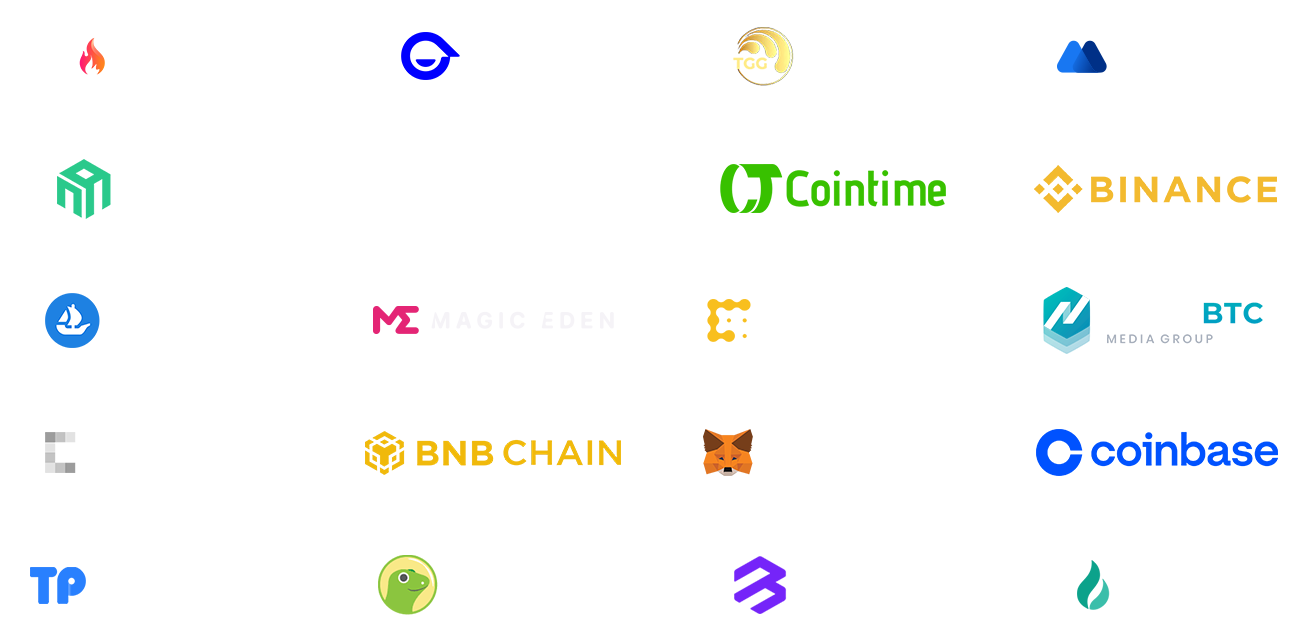 TGG
Cointime
BINANCE
MAGIC EDEN
BTC
MEDIA GROUP
BNB CHAIN
coinbase
TP